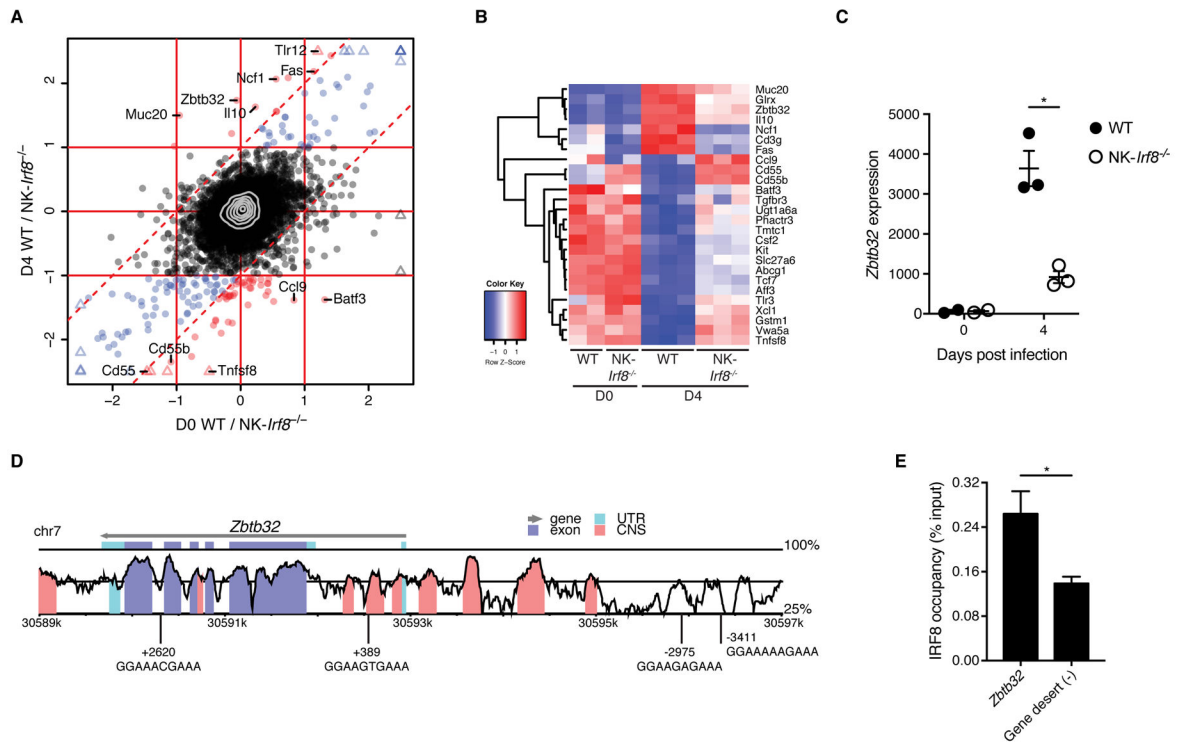 A
D4 WT / NK-Irf8–/–
2
1
0
−1
−2
Tlr12
Fas
Ncf1
Zbtb32
Il10
Muc20
Ccl9
Batf3
Cd55b
Cd55
Tnfsf8
−2
−1
0
1
2
D0 WT / NK-Irf8–/–
B
Muc20
Glrx
Zbtb32
Il10
Ncf1
Cd3g
Fas
Ccl9
Cd55
Cd55b
Batf3
Tgfbr3
Ugt1a6a
Phactr3
Tmtc1
Csf2
Kit
Slc27a6
Abcg1
Tcf7
Aff3
Tlr3
Xcl1
Gstm1
Vwa5a
Tnfsf8
Color Key
−1 0 1
Row Z−Score
WT
NK-
Irf8-/-
WT
NK-
Irf8-/-
D0
D4
C
Zbtb32 expression
5000
4000
3000
2000
1000
0
*
WT
NK-Irf8–/–
0
4
Days post infection
D
chr7
Zbtb32
gene
UTR
exon
CNS
100%
25%
30589k
30591k
30593k
30595k
30597k
+2620
GGAAACGAAA
+389
GGAAGTGAAA
-2975
GGAAGAGAAA
-3411
GGAAAAAGAAA
E
IRF8 occupancy (% input)
0.32
0.24
0.16
0.08
0.00
*
Zbtb32
Gene desert (-)